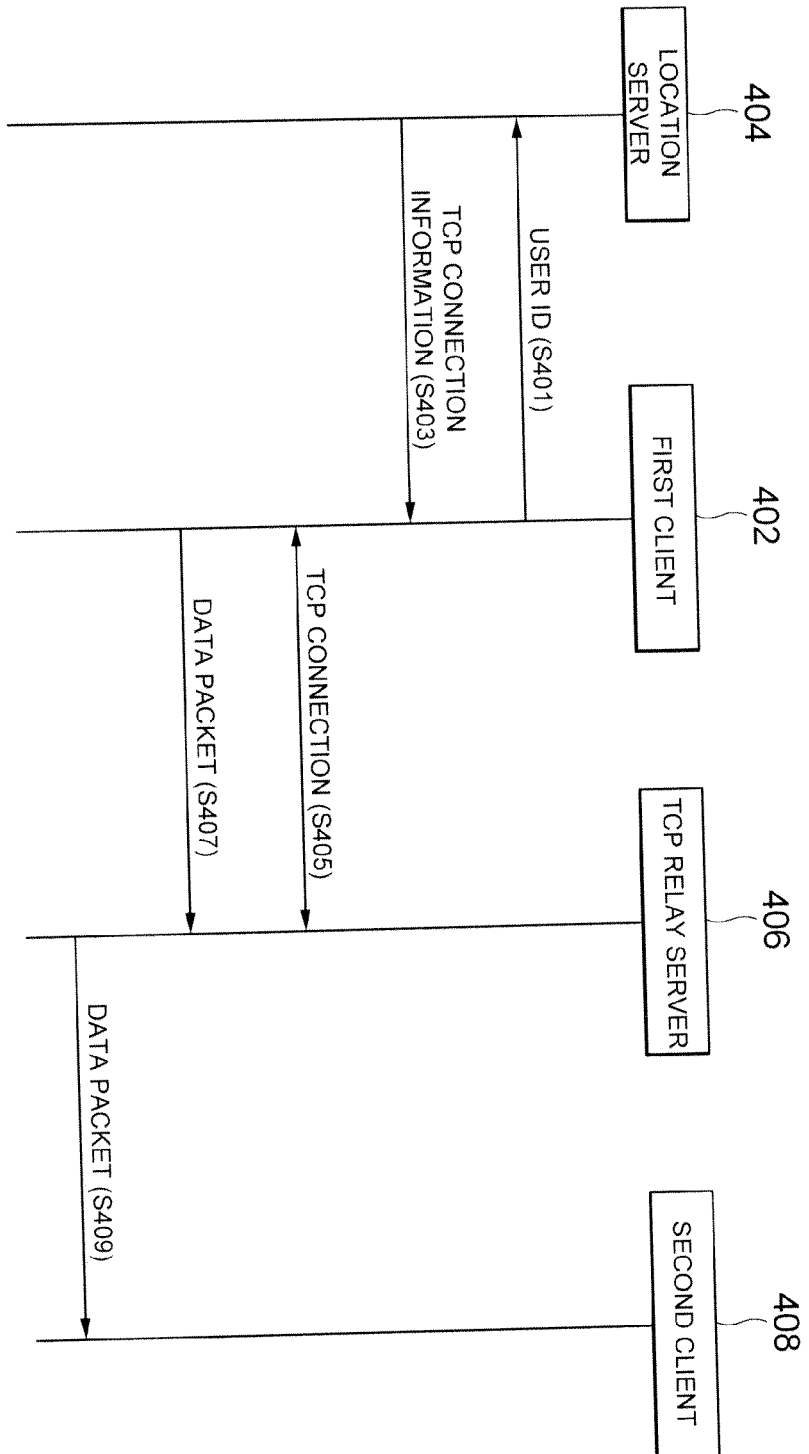 404
402
406
408
LOCATION
SERVER
FIRST CLIENT
TCP RELAY SERVER
SECOND CLIENT
USER ID (S401)
TCP CONNECTION
INFORMATION (S403)
TCP CONNECTION (S405)
DATA PACKET (S407)
DATA PACKET (S409)